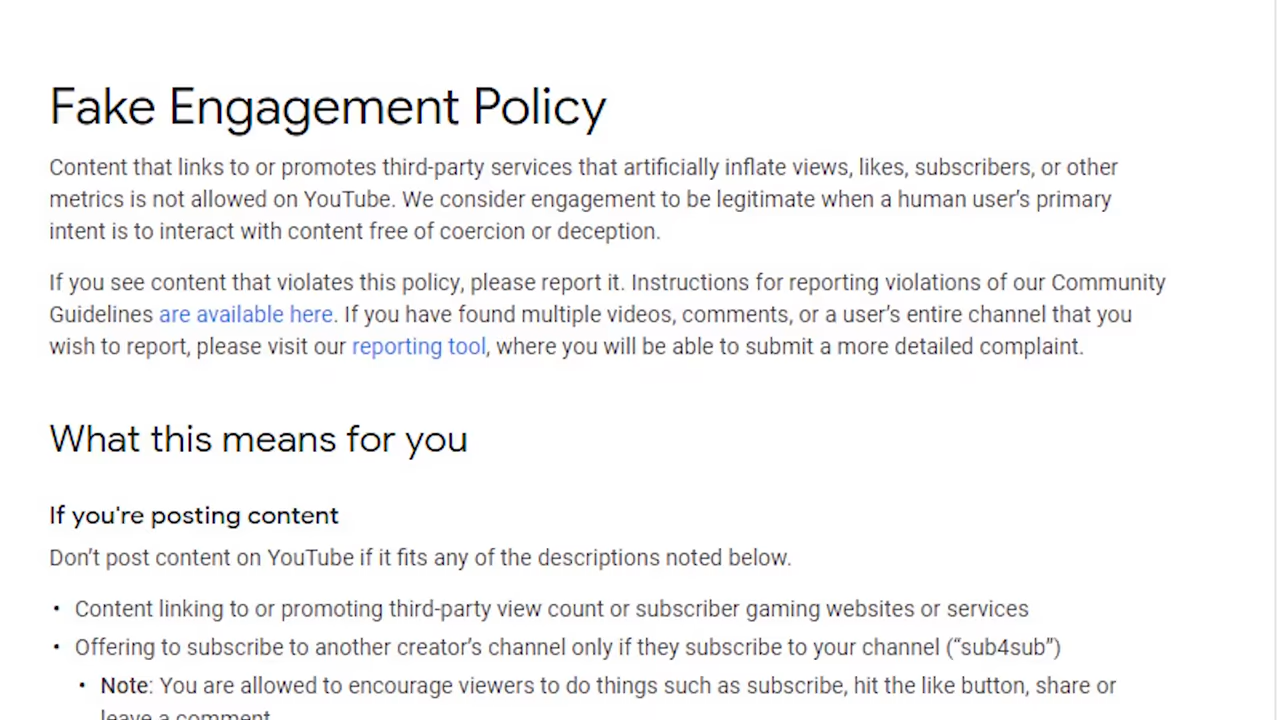 Fake Engagement Policy
Content that links to or promotes third-party services that artificially inflate views, likes, subscribers, or other
metrics is not allowed on YouTube. We consider engagement to be legitimate when a human user's primary
intent is to interact with content free of coercion or deception.
If you see content that violates this policy, please report it. Instructions for reporting violations of our Community
Guidelines are available here. If you have found multiple videos, comments, or a user's entire channel that you
wish to report, please visit our reporting tool, where you will be able to submit a more detailed complaint.
What this means for you
If you're posting content
Don't post content on YouTube if it fits any of the descriptions noted below.
• Content linking to or promoting third-party view count or subscriber gaming websites or services
• Offering to subscribe to another creator's channel only if they subscribe to your channel (“sub4sub”)
• Note: You are allowed to encourage viewers to do things such as subscribe, hit the like button, share or
leave a comment